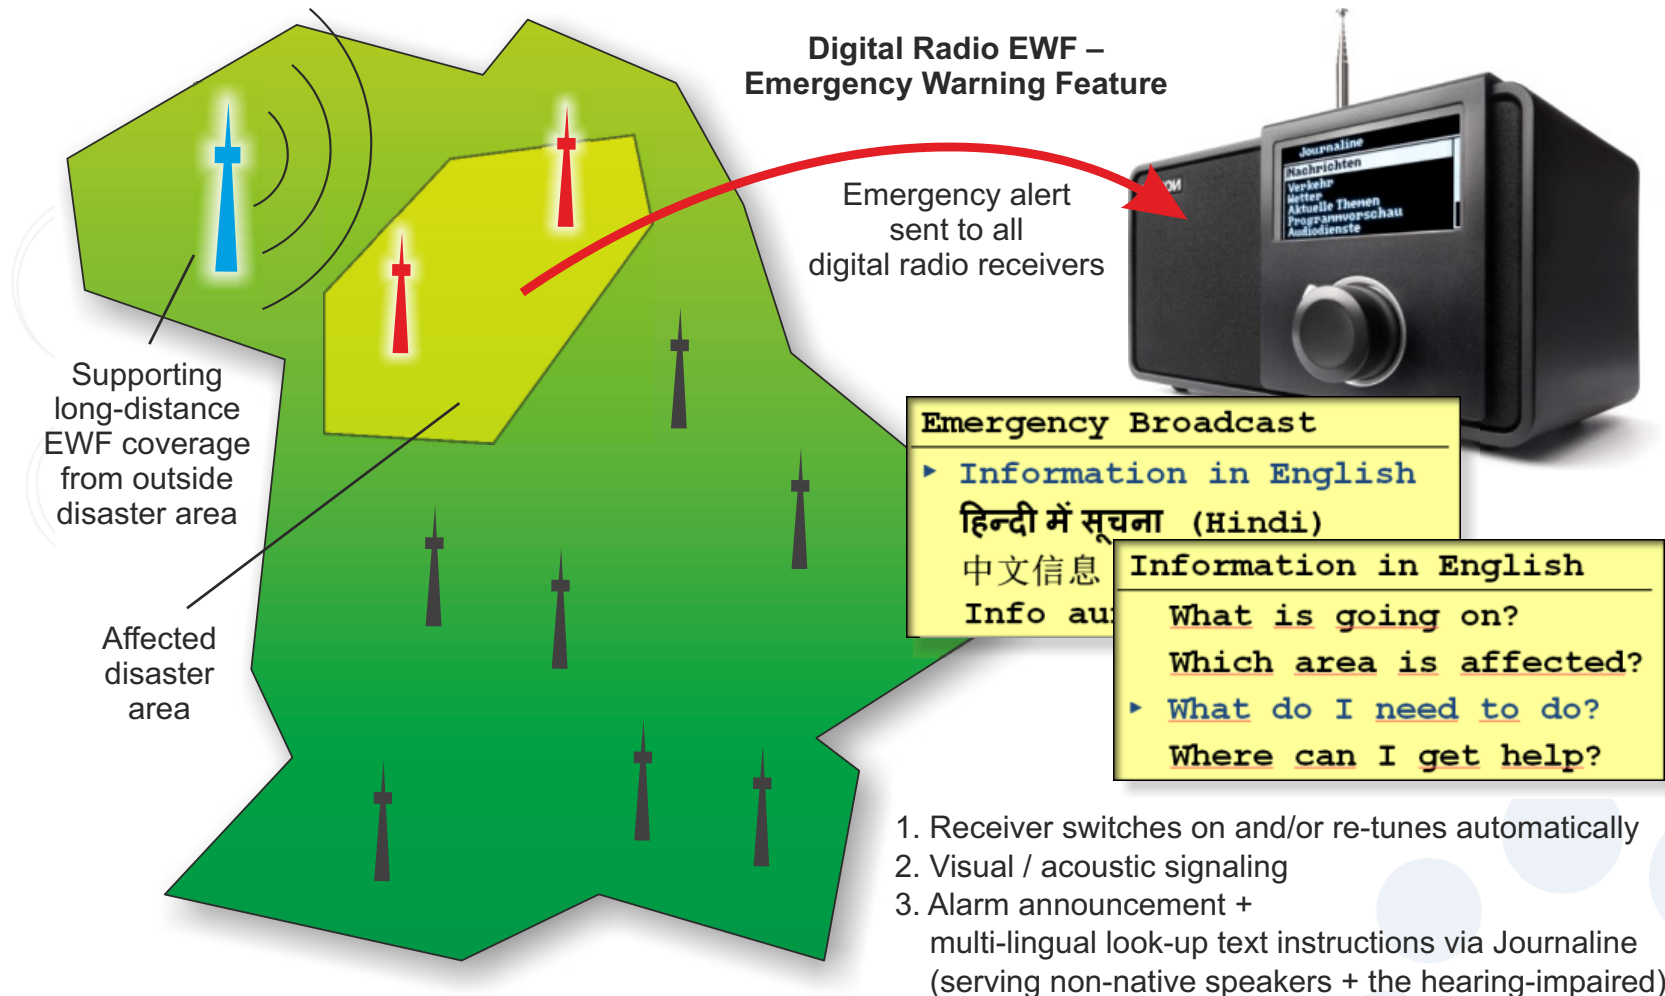 Digital Radio EWF –
Emergency Warning Feature
Emergency alert
sent to all
digital radio receivers
Journaline
Nachrichten
Verkehr
Wetter
Aktuelle Themen
Programmvorschau
Audiodienste
Supporting
long-distance
EWF coverage
from outside
disaster area
Affected
disaster
area
Emergency Broadcast
▸ Information in English
हिन्दी में सूचना (Hindi)
中文信息
Info
Information in English
What is going on?
Which area is affected?
▸ What do I need to do?
Where can I get help?
1. Receiver switches on and/or re-tunes automatically
2. Visual / acoustic signaling
3. Alarm announcement +
multi-lingual look-up text instructions via Journaline
(serving non-native speakers + the hearing-impaired)